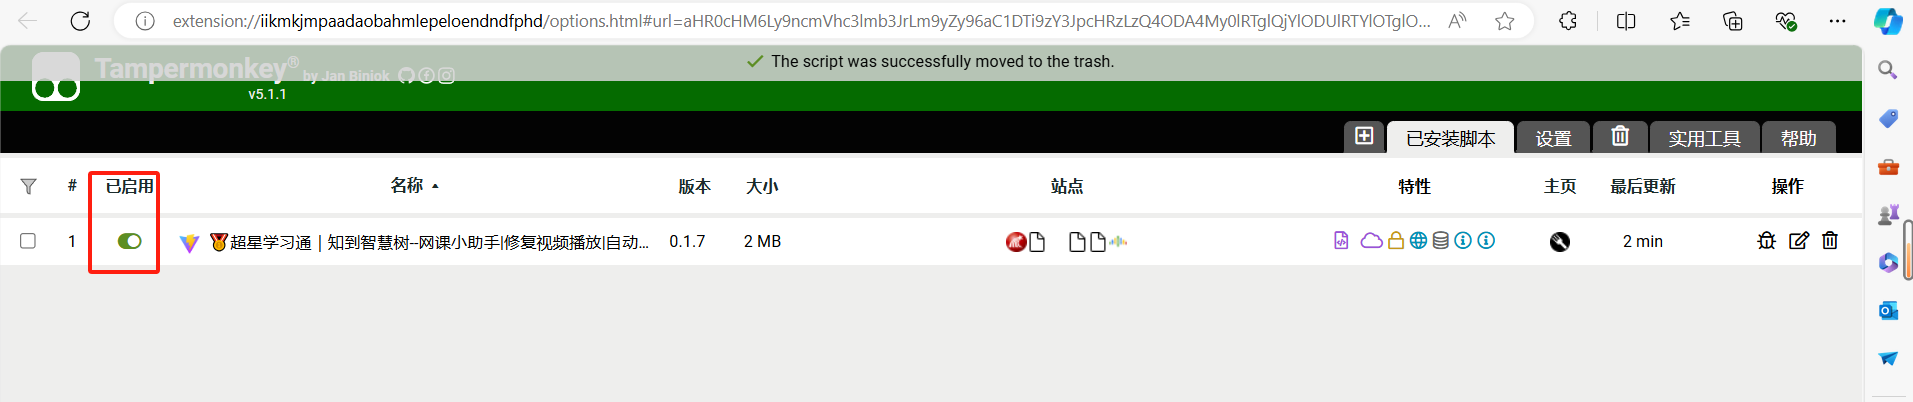 extension://iikmkjmpaadaobahmlepeloendndfphd/options.html#url=aHR0cHM6Ly9ncmVhc3lmb3JrLm9yZy96aC1DTi9zY3JpcHRzLzQ4ODA4My0lRTglQjYlODUlRTYlOTglO...
The script was successfully moved to the trash.
Tampermonkey® by Jan Biniok
v5.1.1
已安装脚本 设置 实用工具 帮助
# 已启用 名称 版本 大小 站点 特性 主页 最后更新 操作
1 超星学习通｜知到智慧树--网课小助手|修复视频播放|自动... 0.1.7 2 MB 2 min